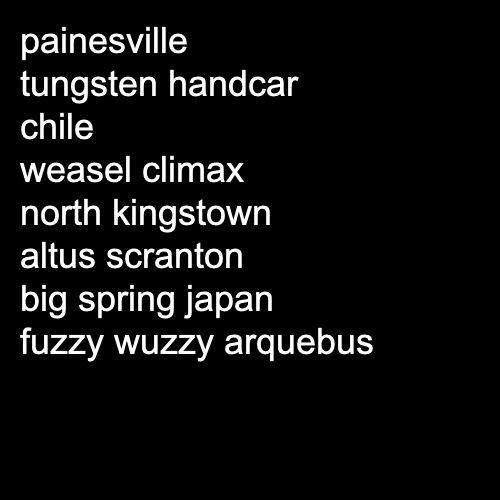 painesville
tungsten handcar
chile
weasel climax
north kingstown
altus scranton
big spring japan
fuzzy wuzzy arquebus